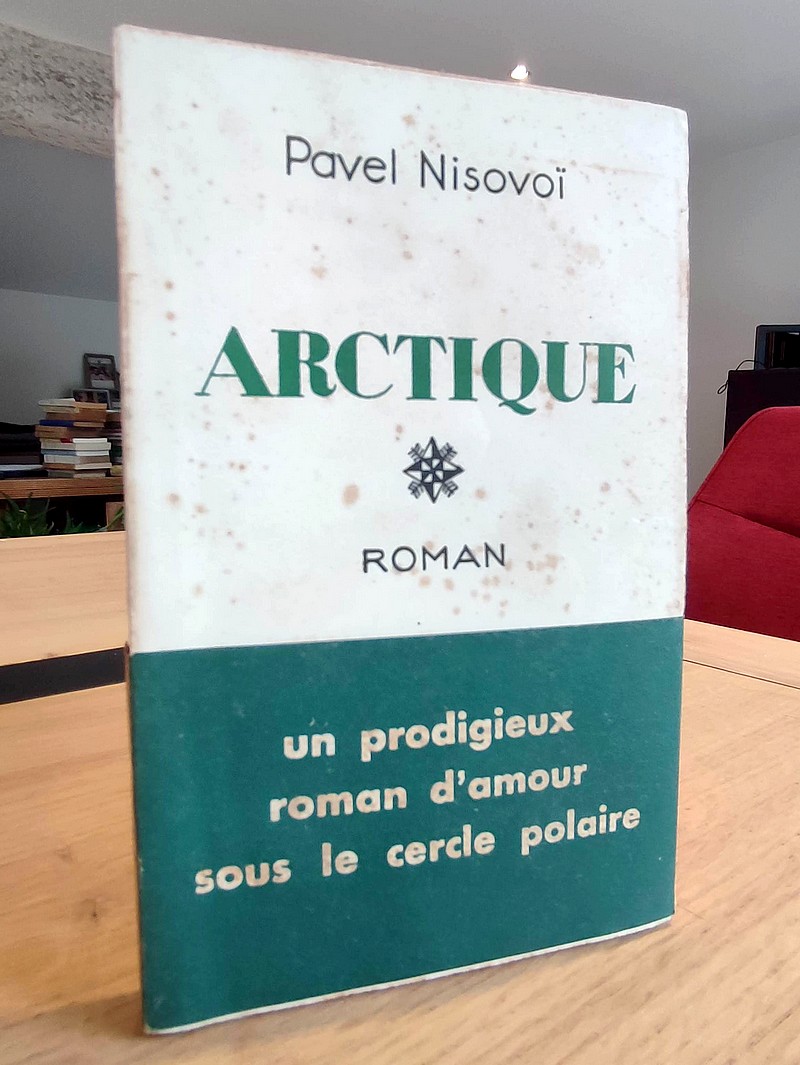 Pavel Nisovoï
ARCTIQUE
ROMAN
un prodigieux
roman d'amour
sous le cercle polaire